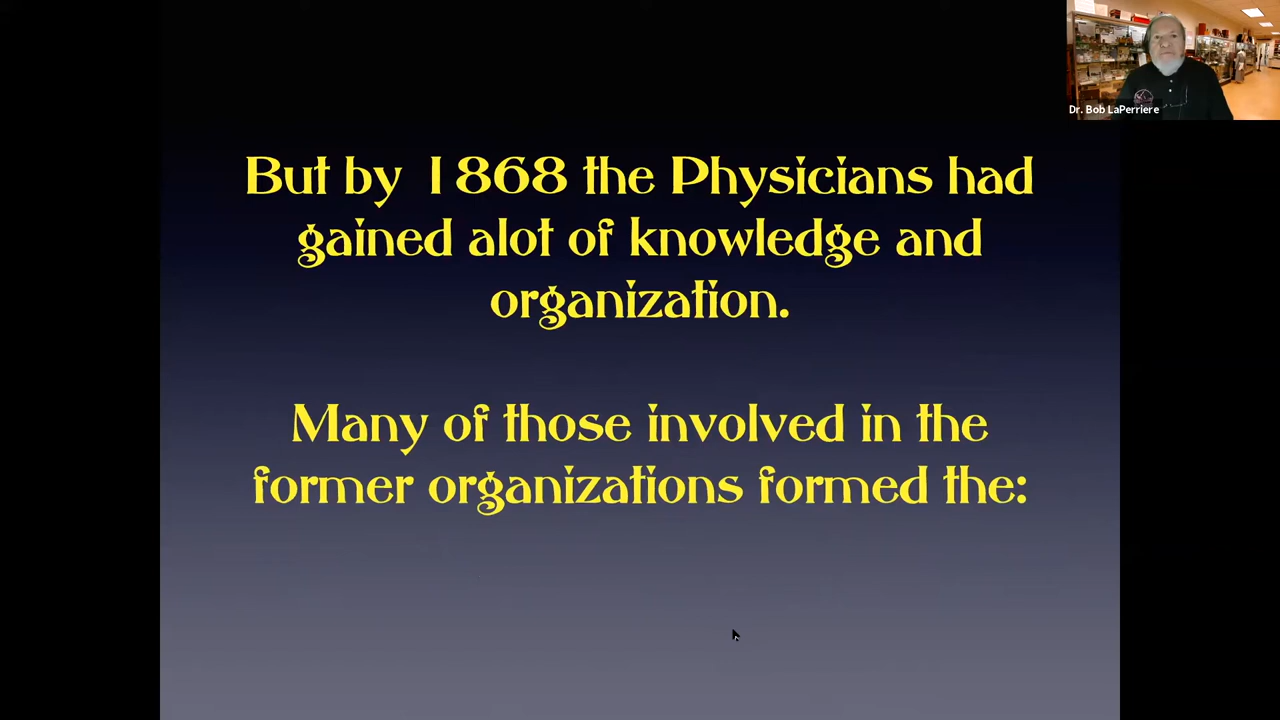 Dr. Bob LaPerriere
But by 1868 the Physicians had
gained alot of knowledge and
organization.
Many of those involved in the
former organizations formed the: